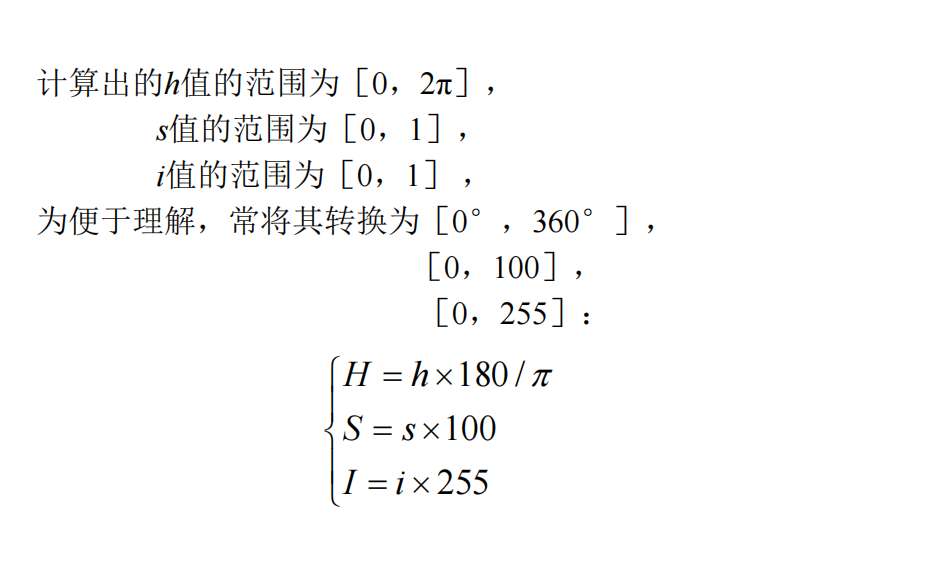 计算出的h值的范围为［0，2π］，
s值的范围为［0，1］，
i值的范围为［0，1］ ，
为便于理解，常将其转换为［0° ，360° ］，
［0，100］，
［0，255］：
H = h×180/π
S = s×100
I = i×255